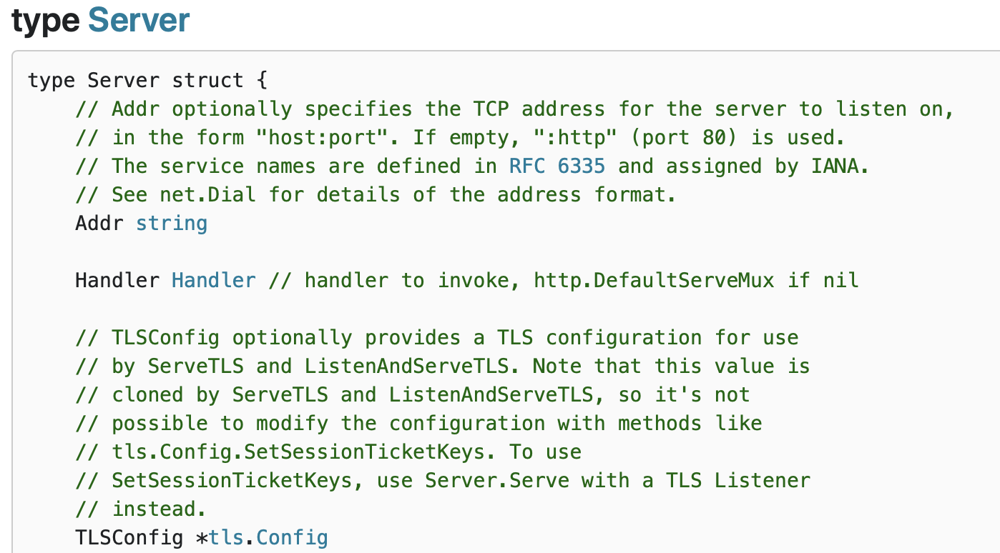 type Server
type Server struct {
// Addr optionally specifies the TCP address for the server to listen on,
// in the form "host:port". If empty, ":http" (port 80) is used.
// The service names are defined in RFC 6335 and assigned by IANA.
// See net.Dial for details of the address format.
Addr string
Handler Handler // handler to invoke, http.DefaultServeMux if nil
// TLSConfig optionally provides a TLS configuration for use
// by ServeTLS and ListenAndServeTLS. Note that this value is
// cloned by ServeTLS and ListenAndServeTLS, so it's not
// possible to modify the configuration with methods like
// tls.Config.SetSessionTicketKeys. To use
// SetSessionTicketKeys, use Server.Serve with a TLS Listener
// instead.
TLSConfig *tls.Config